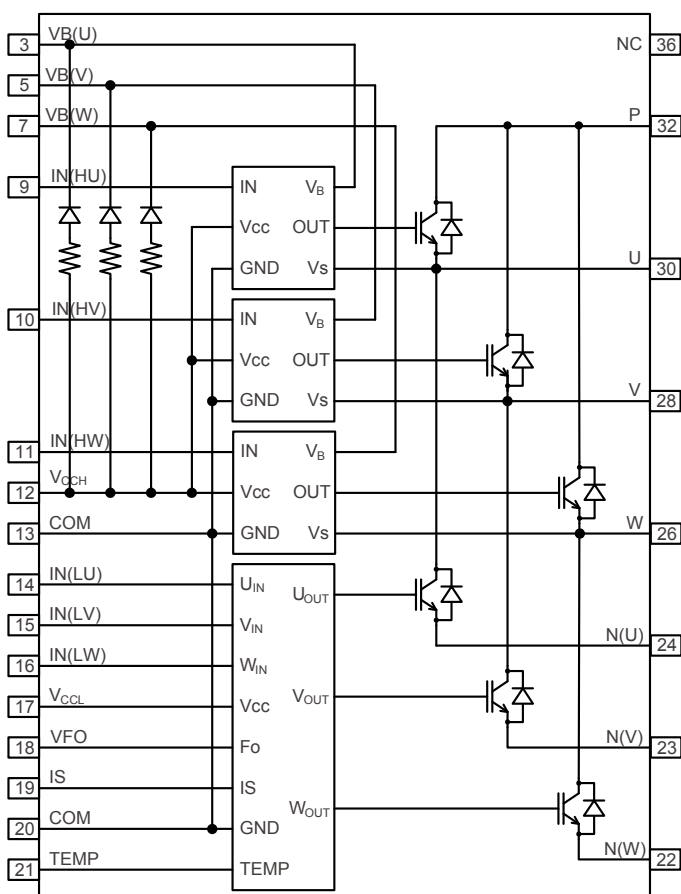 3 VB(U) NC 36
5 VB(V)
7 VB(W) P 32
9 IN(HU) IN VB
Vcc OUT
GND Vs U 30
10 IN(HV) IN VB
Vcc OUT
GND Vs V 28
11 IN(HW) IN VB
12 VCCH Vcc OUT
13 COM GND Vs W 26
14 IN(LU) UIN UOUT
15 IN(LV) VIN N(U) 24
16 IN(LW) WIN
17 VCCL Vcc VOUT
18 VFO Fo N(V) 23
19 IS IS WOUT
20 COM GND
21 TEMP TEMP N(W) 22